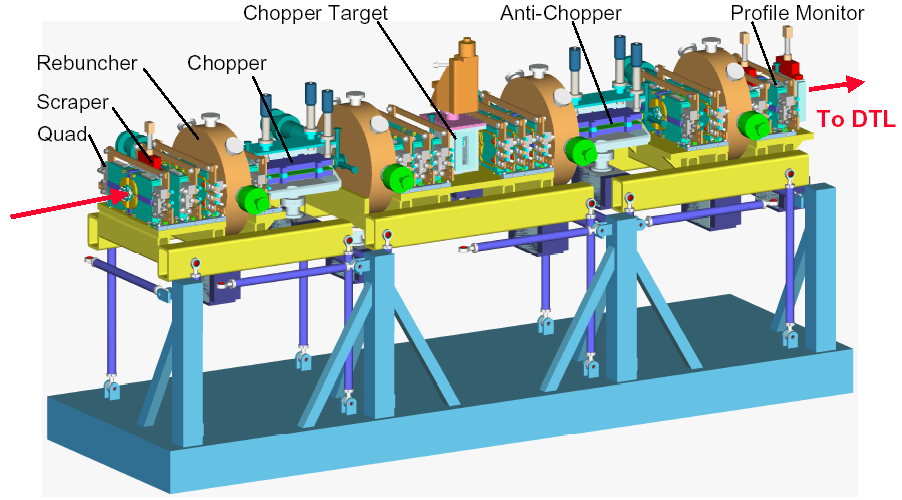 Chopper Target
Anti-Chopper
Profile Monitor
Rebuncher
Chopper
Scraper
Quad
To DTL